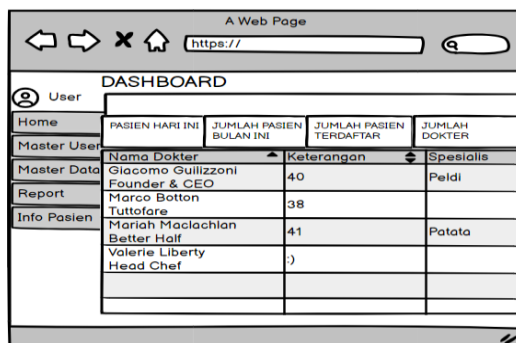 A Web Page
https://
DASHBOARD
User
Home
Master User
Master Data
Report
Info Pasien
PASIEN HARI INI
JUMLAH PASIEN
BULAN INI
JUMLAH PASIEN
TERDAFTAR
JUMLAH
DOKTER
Nama Dokter Keterangan Spesialis
Giacomo Guilizzoni
Founder & CEO
40
Peldi
Marco Botton
Tuttofare
38
Mariah Maclachlan
Better Half
41
Patata
Valerie Liberty
Head Chef
:)